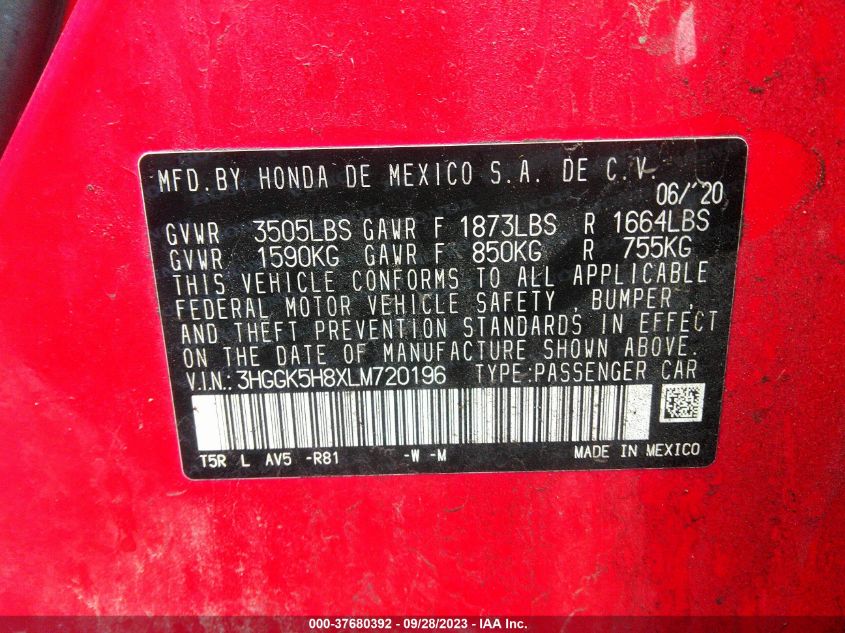 MFD.BY HONDA DE MEXICO S.A. DE C.V.
06/'20
GVWR 3505LBS GAWR F 1873LBS R 1664LBS
GVWR 1590KG GAWR F 850KG R 755KG
THIS VEHICLE CONFORMS TO ALL APPLICABLE
FEDERAL MOTOR VEHICLE SAFETY , BUMPER ,
AND THEFT PREVENTION STANDARDS IN EFFECT
ON THE DATE OF MANUFACTURE SHOWN ABOVE.
V.I.N.: 3HGGK5H8XLM720196 TYPE:PASSENGER CAR
T5R L AV5 -R81 -W -M MADE IN MEXICO
000-37680392 - 09/28/2023 - IAA Inc.